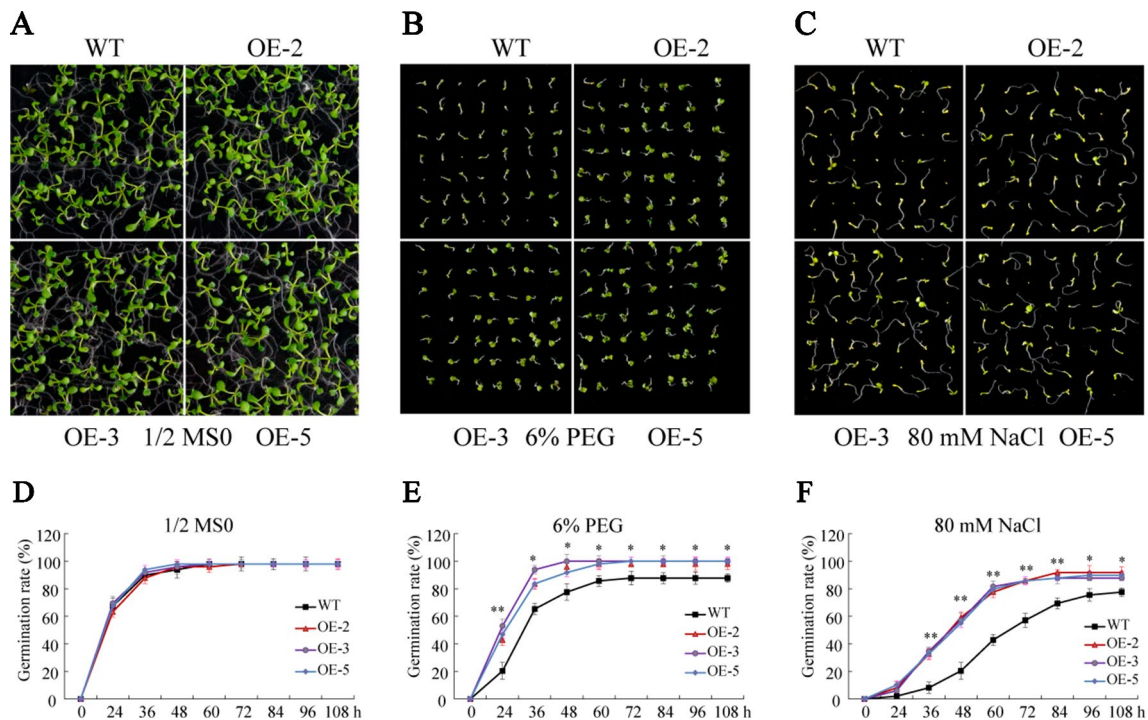 A B C
WT OE-2 WT OE-2 WT OE-2
OE-3 1/2 MS0 OE-5 OE-3 6% PEG OE-5 OE-3 80 mM NaCl OE-5
D
1/2 MS0
Germination rate (%)
120
100
80
60
40
20
0
WT
OE-2
OE-3
OE-5
0 24 36 48 60 72 84 96 108 h
E
6% PEG
Germination rate (%)
120
100
80
60
40
20
0
** * * * * * * *
WT
OE-2
OE-3
OE-5
0 24 36 48 60 72 84 96 108 h
F
80 mM NaCl
Germination rate (%)
120
100
80
60
40
20
0
** ** ** ** ** * *
WT
OE-2
OE-3
OE-5
0 24 36 48 60 72 84 96 108 h